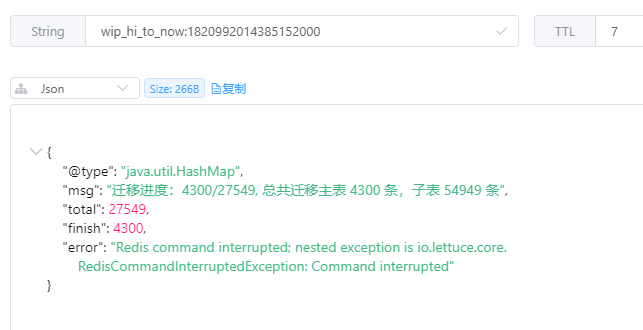 String wip_hi_to_now:1820992014385152000 TTL 7
Json Size: 266B 复制
{
"@type": "java.util.HashMap",
"msg": "迁移进度：4300/27549, 总共迁移主表 4300 条，子表 54949 条",
"total": 27549,
"finish": 4300,
"error": "Redis command interrupted; nested exception is io.lettuce.core.
RedisCommandInterruptedException: Command interrupted"
}